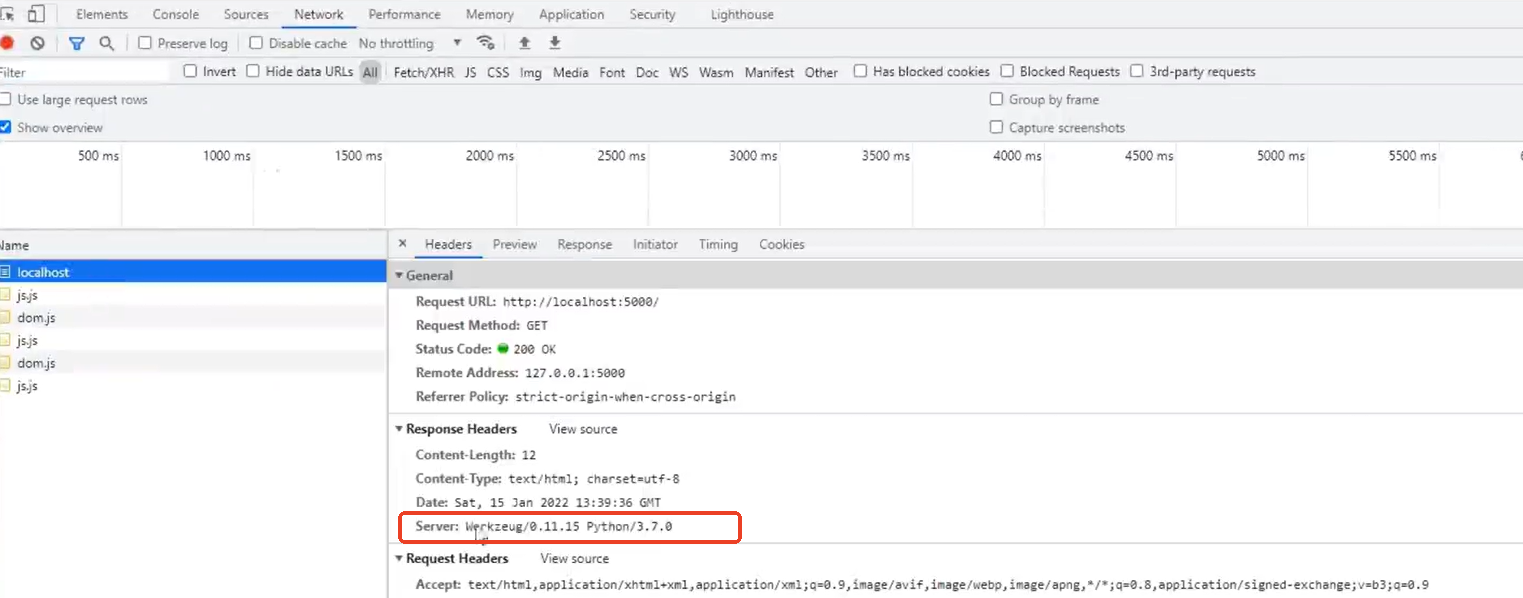 Elements Console Sources Network Performance Memory Application Security Lighthouse
Preserve log Disable cache No throttling
Filter Invert Hide data URLs All Fetch/XHR JS CSS Img Media Font Doc WS Wasm Manifest Other Has blocked cookies Blocked Requests 3rd-party requests
Use large request rows Group by frame
Show overview Capture screenshots
500 ms 1000 ms 1500 ms 2000 ms 2500 ms 3000 ms 3500 ms 4000 ms 4500 ms 5000 ms 5500 ms
Name
localhost
js.js
dom.js
js.js
dom.js
js.js
Headers Preview Response Initiator Timing Cookies
General
Request URL: http://localhost:5000/
Request Method: GET
Status Code: 200 OK
Remote Address: 127.0.0.1:5000
Referrer Policy: strict-origin-when-cross-origin
Response Headers View source
Content-Length: 12
Content-Type: text/html; charset=utf-8
Date: Sat, 15 Jan 2022 13:39:36 GMT
Server: Werkzeug/0.11.15 Python/3.7.0
Request Headers View source
Accept: text/html,application/xhtml+xml,application/xml;q=0.9,image/avif,image/webp,image/apng,*/*;q=0.8,application/signed-exchange;v=b3;q=0.9